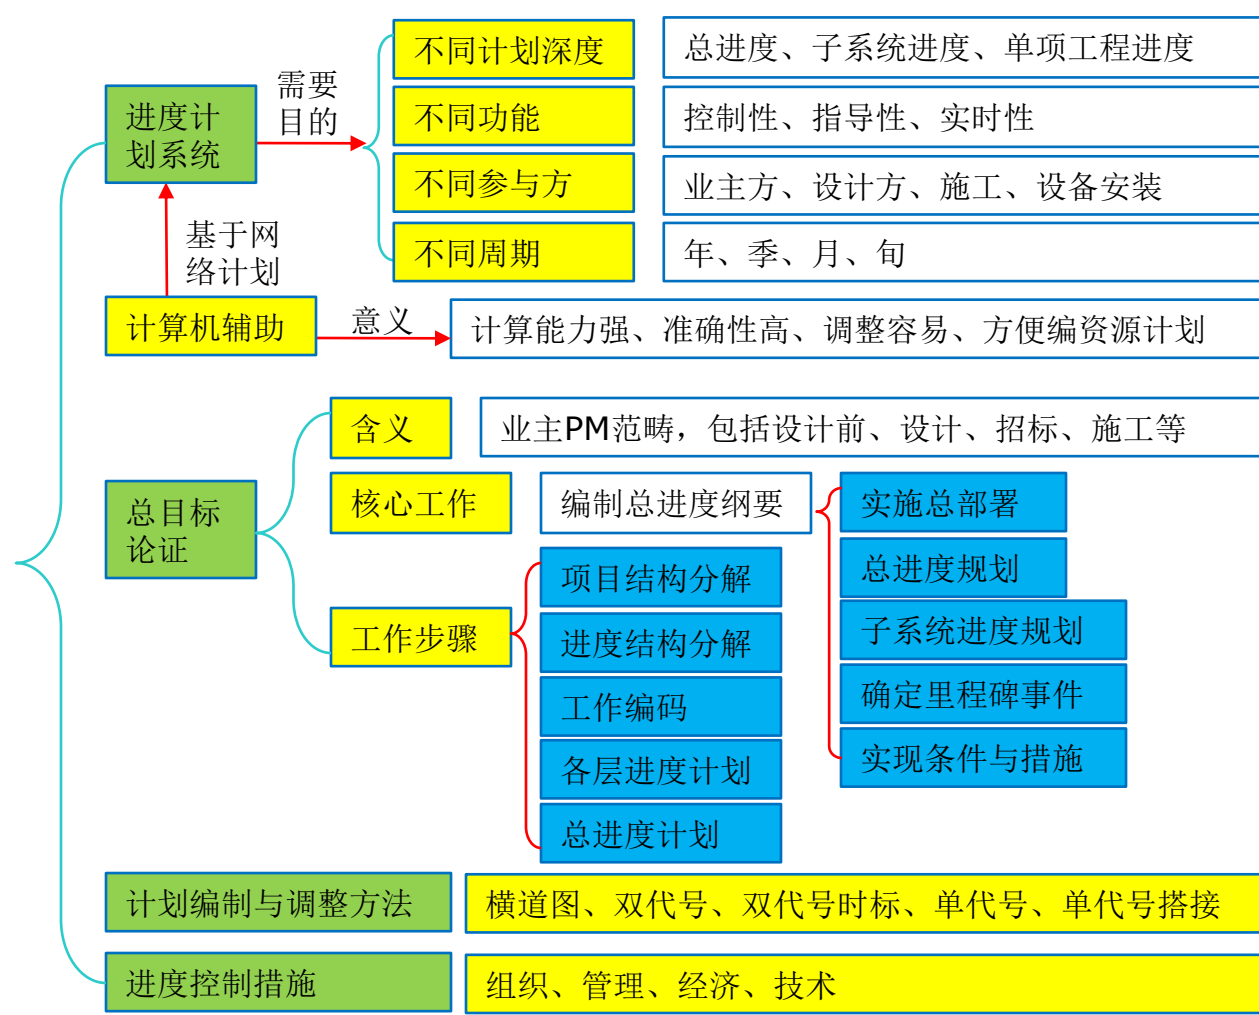 进度计
划系统
需要
目的
不同计划深度
总进度、子系统进度、单项工程进度
不同功能
控制性、指导性、实时性
不同参与方
业主方、设计方、施工、设备安装
不同周期
年、季、月、旬
基于网
络计划
计算机辅助
意义
计算能力强、准确性高、调整容易、方便编资源计划
总目标
论证
含义
业主PM范畴，包括设计前、设计、招标、施工等
核心工作
编制总进度纲要
实施总部署
总进度规划
子系统进度规划
确定里程碑事件
实现条件与措施
工作步骤
项目结构分解
进度结构分解
工作编码
各层进度计划
总进度计划
计划编制与调整方法
横道图、双代号、双代号时标、单代号、单代号搭接
进度控制措施
组织、管理、经济、技术